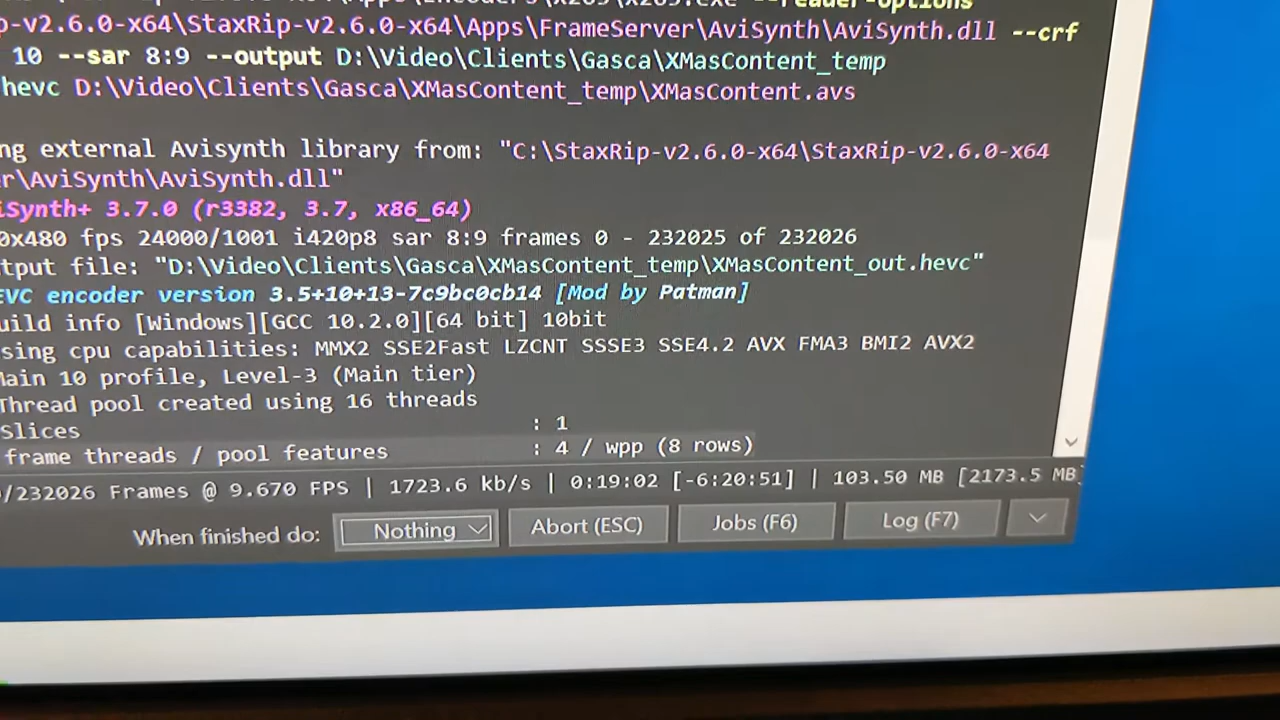 p-v2.6.0-x64\StaxRip-v2.6.0-x64\Apps\FrameServer\AviSynth\AviSynth.dll --crf
10 --sar 8:9 --output D:\Video\Clients\Gasca\XMasContent_temp
hevc D:\Video\Clients\Gasca\XMasContent_temp\XMasContent.avs
ng external Avisynth library from: "C:\StaxRip-v2.6.0-x64\StaxRip-v2.6.0-x64
r\AviSynth\AviSynth.dll"
iSynth+ 3.7.0 (r3382, 3.7, x86_64)
0x480 fps 24000/1001 i420p8 sar 8:9 frames 0 - 232025 of 232026
tput file: "D:\Video\Clients\Gasca\XMasContent_temp\XMasContent_out.hevc"
EVC encoder version 3.5+10+13-7c9bc0cb14 [Mod by Patman]
uild info [Windows][GCC 10.2.0][64 bit] 10bit
sing cpu capabilities: MMX2 SSE2Fast LZCNT SSSE3 SSE4.2 AVX FMA3 BMI2 AVX2
Main 10 profile, Level-3 (Main tier)
Thread pool created using 16 threads
Slices : 1
frame threads / pool features : 4 / wpp (8 rows)
/232026 Frames @ 9.670 FPS | 1723.6 kb/s | 0:19:02 [-6:20:51] | 103.50 MB [2173.5 MB]
When finished do: Nothing Abort (ESC) Jobs (F6) Log (F7)